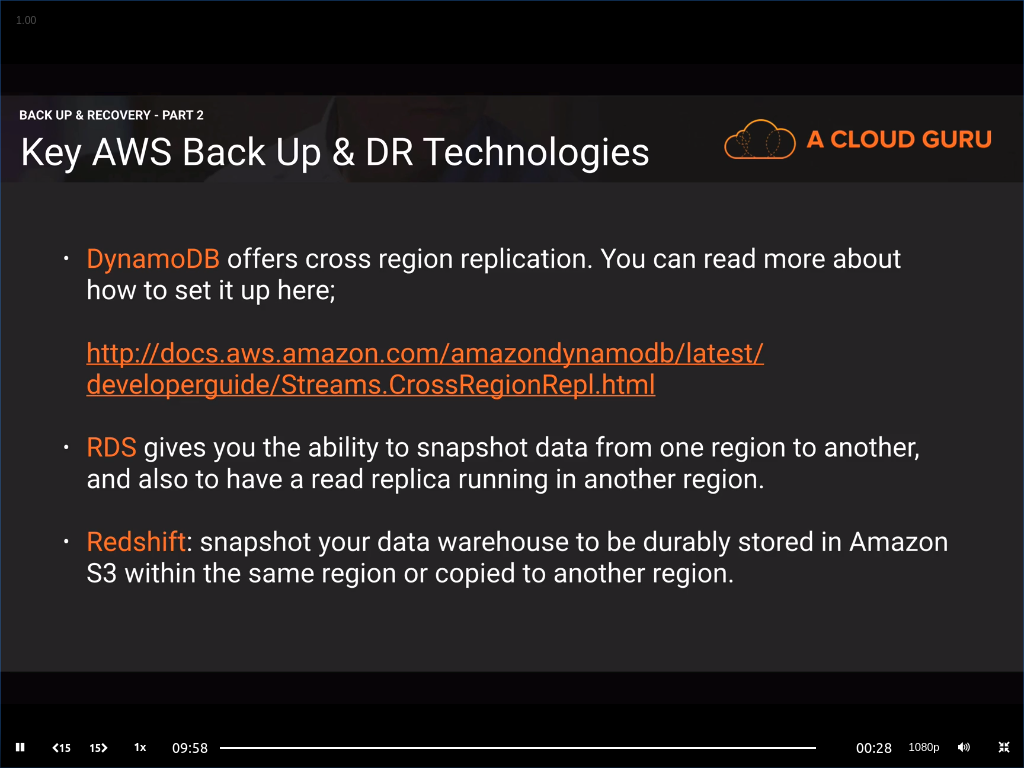 1.00
BACK UP & RECOVERY - PART 2
Key AWS Back Up & DR Technologies
A CLOUD GURU
• DynamoDB offers cross region replication. You can read more about
how to set it up here;
http://docs.aws.amazon.com/amazondynamodb/latest/
developerguide/Streams.CrossRegionRepl.html
• RDS gives you the ability to snapshot data from one region to another,
and also to have a read replica running in another region.
• Redshift: snapshot your data warehouse to be durably stored in Amazon
S3 within the same region or copied to another region.
15 15 1x 09:58 00:28 1080p